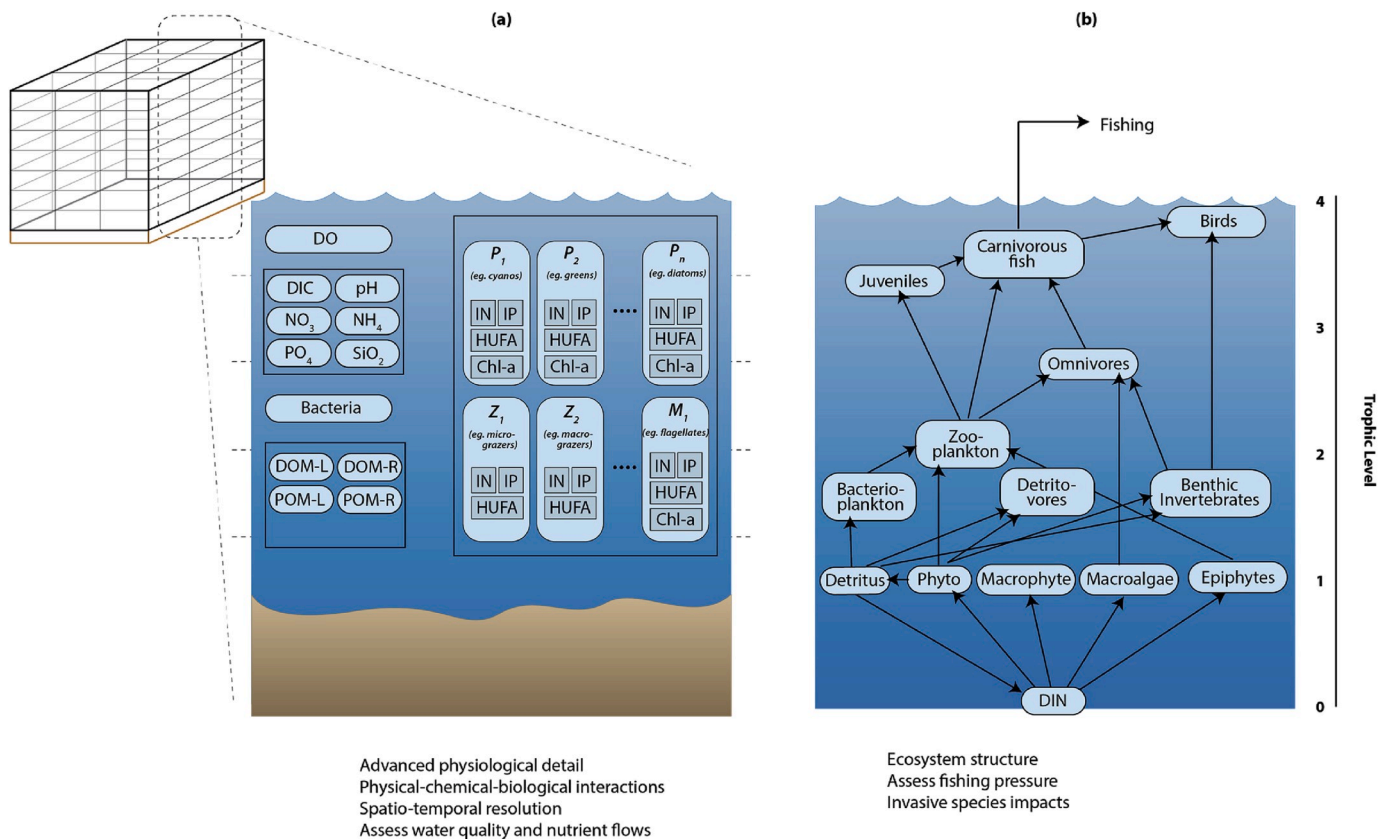 (a)
DO
DIC
pH
NO3
NH4
PO4
SiO2
Bacteria
DOM-L
DOM-R
POM-L
POM-R
P1
(eg. cyanos)
IN
IP
HUFA
Chl-a
P2
(eg. greens)
IN
IP
HUFA
Chl-a
....
Pn
(eg. diatoms)
IN
IP
HUFA
Chl-a
Z1
(eg. micro-
grazers)
IN
IP
HUFA
Z2
(eg. macro-
grazers)
IN
IP
HUFA
....
M1
(eg. flagellates)
IN
IP
HUFA
Chl-a
Advanced physiological detail
Physical-chemical-biological interactions
Spatio-temporal resolution
Assess water quality and nutrient flows
(b)
Fishing
Birds
Carnivorous
fish
Juveniles
Omnivores
Zoo-
plankton
Bacterio-
plankton
Detrito-
vores
Benthic
Invertebrates
Detritus
Phyto
Macrophyte
Macroalgae
Epiphytes
DIN
4
3
2
1
0
Trophic Level
Ecosystem structure
Assess fishing pressure
Invasive species impacts